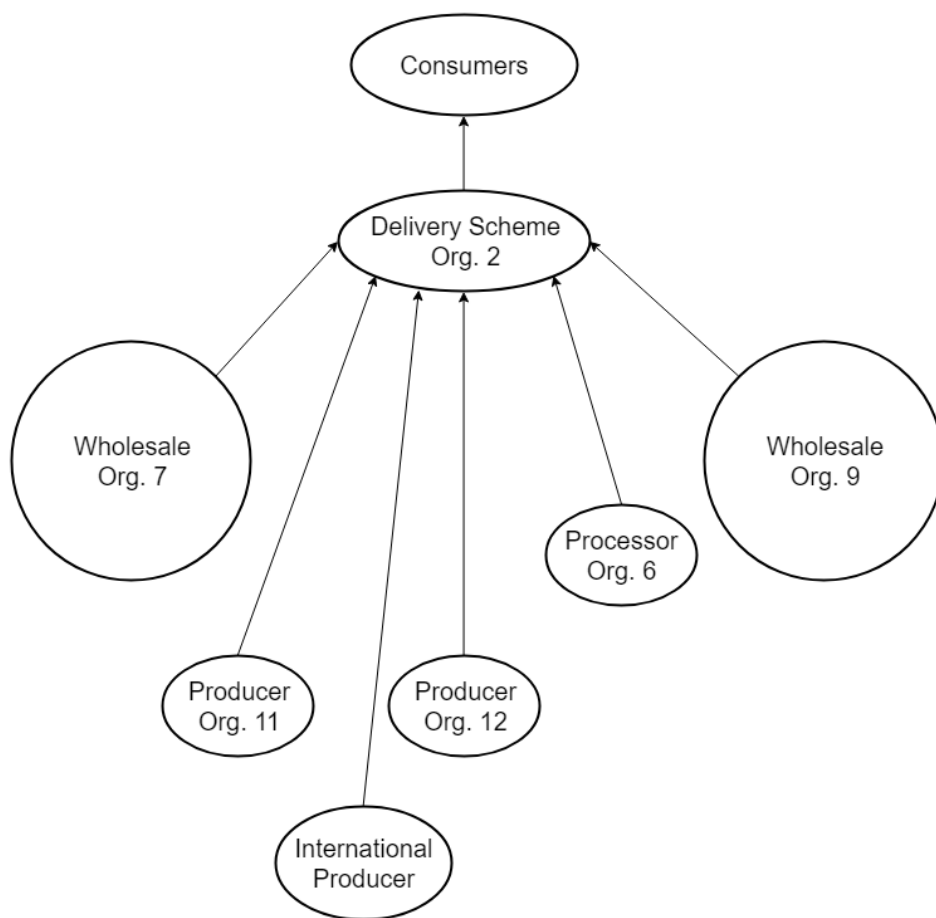 Consumers
Delivery Scheme
Org. 2
Wholesale
Org. 7
Wholesale
Org. 9
Processor
Org. 6
Producer
Org. 11
Producer
Org. 12
International
Producer